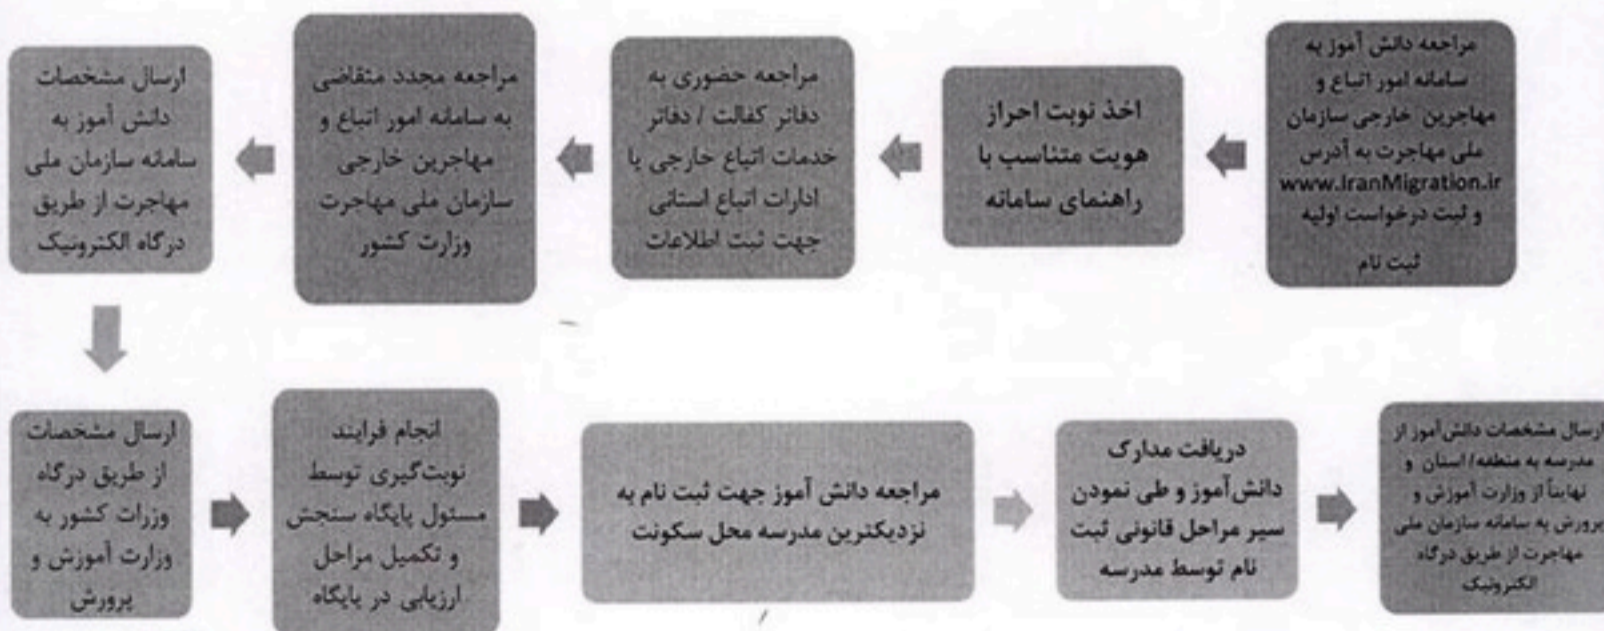 مراجعه دانش آموز به
سامانه امور اتباع و
مهاجرین خارجی سازمان
ملی مهاجرت به آدرس
www.IranMigration.ir
و ثبت درخواست اولیه
ثبت نام
اخذ نوبت احراز
هویت متناسب با
راهنمای سامانه
مراجعه حضوری به
دفاتر کفالت / دفاتر
خدمات اتباع خارجی یا
ادارات اتباع استانی
جهت ثبت اطلاعات
مراجعه مجدد متقاضی
به سامانه امور اتباع و
مهاجرین خارجی
سازمان ملی مهاجرت
وزارت کشور
ارسال مشخصات
دانش آموز به
سامانه سازمان ملی
مهاجرت از طریق
درگاه الکترونیک
ارسال مشخصات
از طریق درگاه
وزرات کشور به
وزارت آموزش و
پرورش
انجام فرایند
نوبت‌گیری توسط
مسئول پایگاه سنجش
و تکمیل مراحل
ارزیابی در پایگاه
مراجعه دانش آموز جهت ثبت نام به
نزدیکترین مدرسه محل سکونت
دریافت مدارک
دانش‌آموز و طی نمودن
سیر مراحل قانونی ثبت
نام توسط مدرسه
ارسال مشخصات دانش‌آموز از
مدرسه به منطقه/ استان و
نهایتاً از وزارت آموزش و
پرورش به سامانه سازمان ملی
مهاجرت از طریق درگاه
الکترونیک